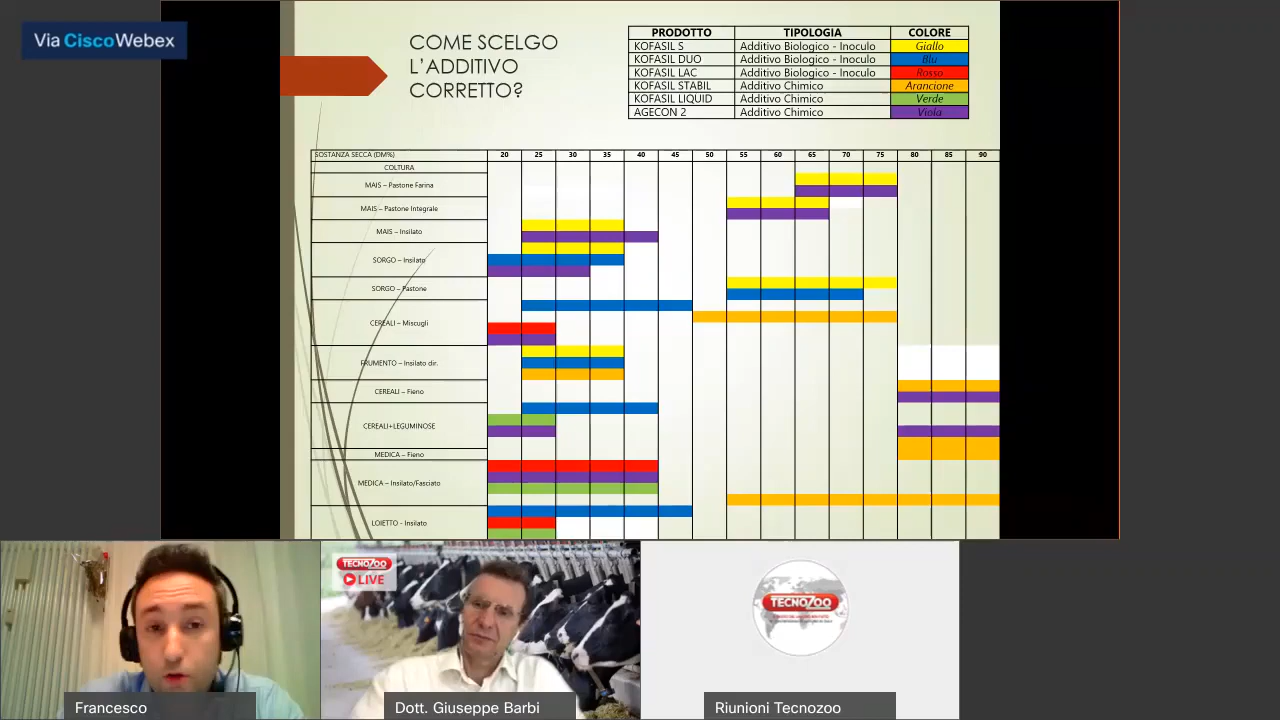 Via Cisco Webex
COME SCELGO
L'ADDITIVO
CORRETTO?
PRODOTTO TIPOLOGIA COLORE
KOFASIL S Additivo Biologico - Inoculo Giallo
KOFASIL DUO Additivo Biologico - Inoculo Blu
KOFASIL LAC Additivo Biologico - Inoculo Rosso
KOFASIL STABIL Additivo Chimico Arancione
KOFASIL LIQUID Additivo Chimico Verde
AGECON 2 Additivo Chimico Viola
SOSTANZA SECCA (DM%) 20 25 30 35 40 45 50 55 60 65 70 75 80 85 90
COLTURA
MAIS – Pastone Farina
MAIS – Pastone Integrale
MAIS – Insilato
SORGO – Insilato
SORGO – Pastone
CEREALI – Miscugli
FRUMENTO – Insilato dir.
CEREALI – Fieno
CEREALI+LEGUMINOSE
MEDICA – Fieno
MEDICA – Insilato/Fasciato
LOIETTO - Insilato
TECNOZOO
LIVE
TECNOZOO
Francesco
Dott. Giuseppe Barbi
Riunioni Tecnozoo